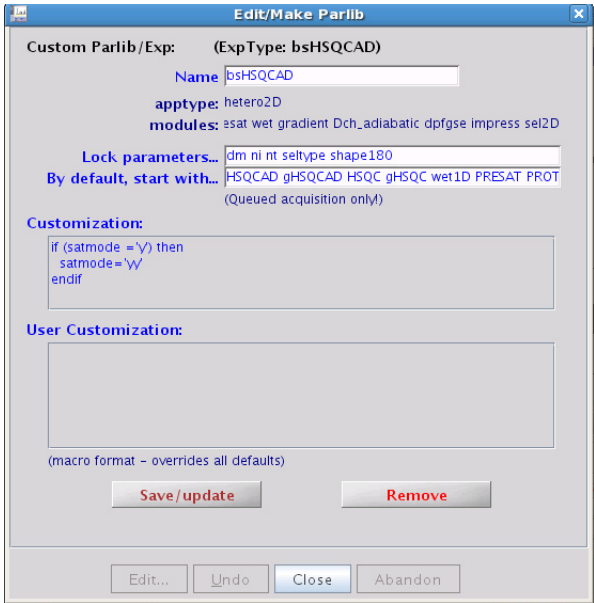 Edit/Make Parlib
Custom Parlib/Exp: (ExpType: bsHSQCAD)
Name bsHSQCAD
apptype: hetero2D
modules: esat wet gradient Dch_adiabatic dpfgse impress sel2D
Lock parameters... dm ni nt seltype shape180
By default, start with... HSQCAD gHSQCAD HSQC gHSQC wet1D PRESAT PROT
(Queued acquisition only!)
Customization:
if (satmode ='y') then
satmode='yy'
endif
User Customization:
(macro format - overrides all defaults)
Save/update Remove
Edit... Undo Close Abandon